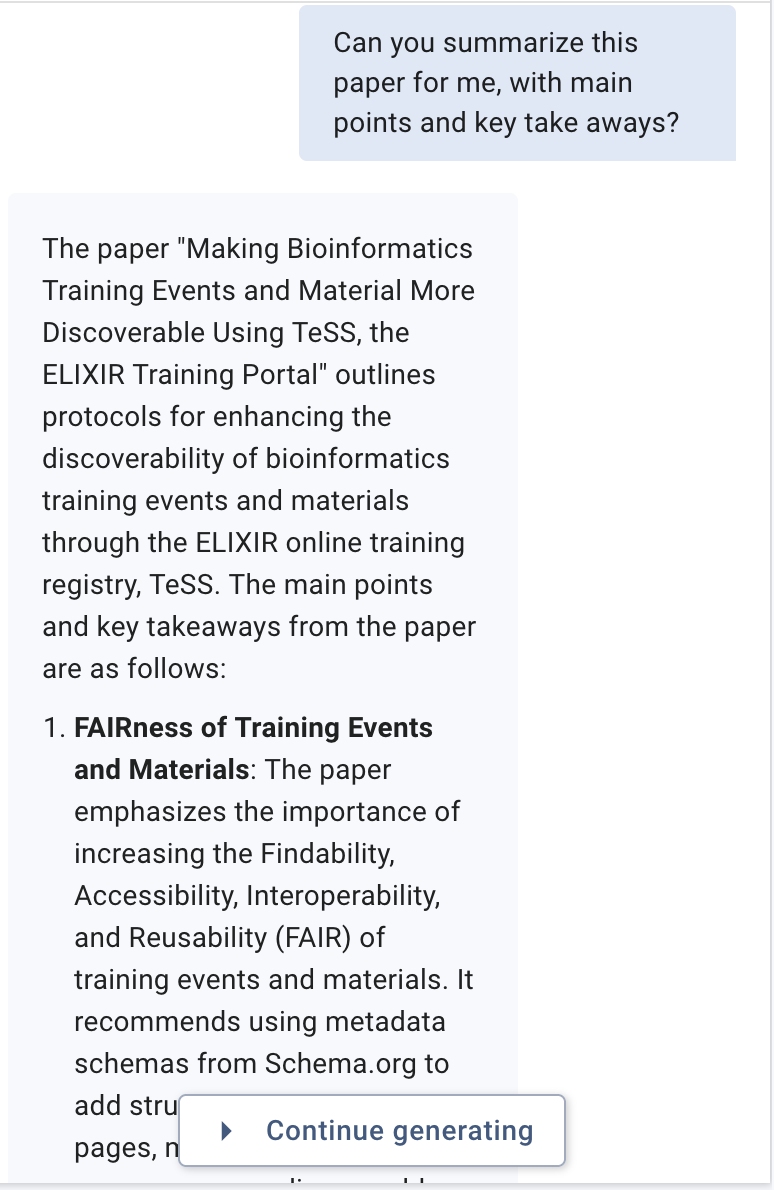 Can you summarize this
paper for me, with main
points and key take aways?
The paper "Making Bioinformatics
Training Events and Material More
Discoverable Using TeSS, the
ELIXIR Training Portal" outlines
protocols for enhancing the
discoverability of bioinformatics
training events and materials
through the ELIXIR online training
registry, TeSS. The main points
and key takeaways from the paper
are as follows:
1. FAIRness of Training Events
and Materials: The paper
emphasizes the importance of
increasing the Findability,
Accessibility, Interoperability,
and Reusability (FAIR) of
training events and materials. It
recommends using metadata
schemas from Schema.org to
add
pages,
Continue generating